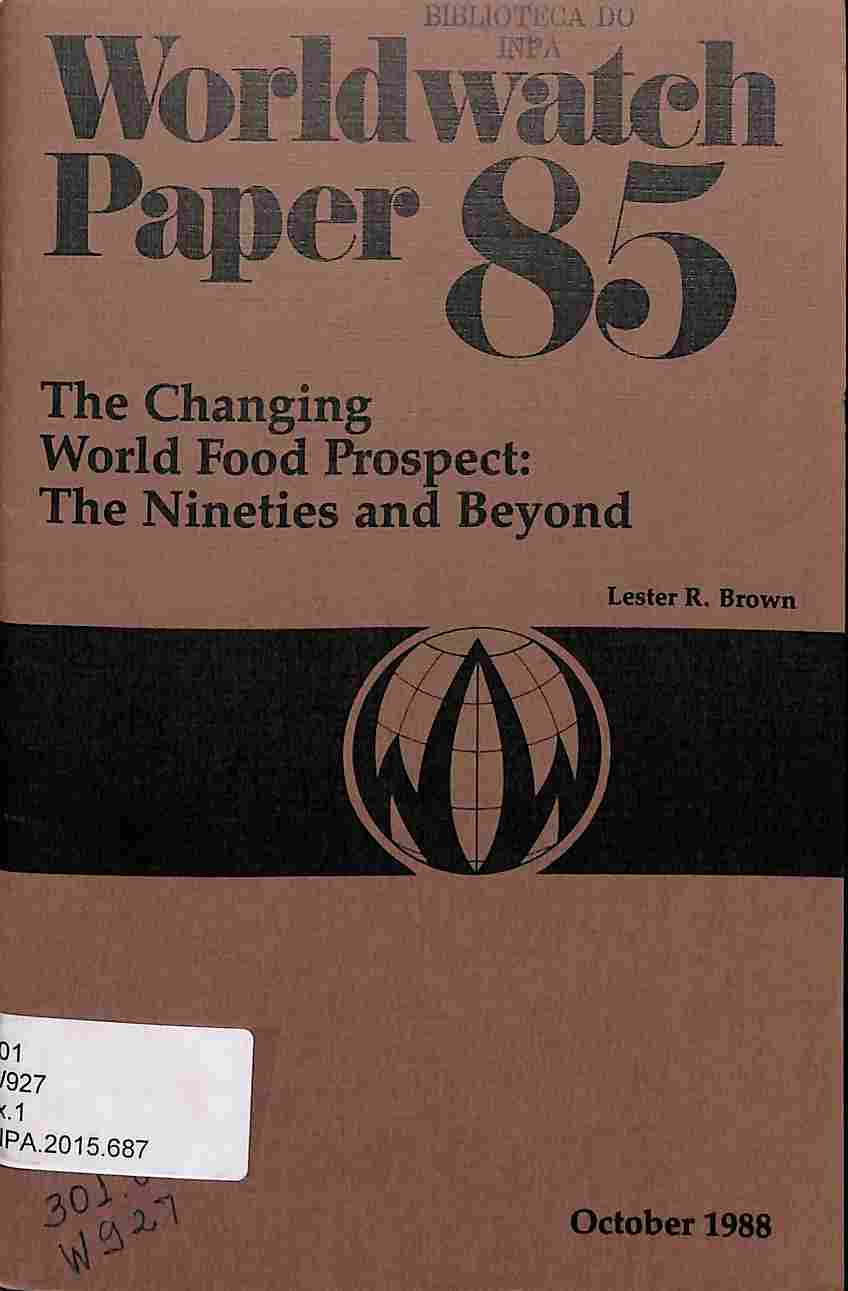 BIBLIOTECA DO
INPA
Worldwatch
Paper 85
The Changing
World Food Prospect:
The Nineties and Beyond
Lester R. Brown
01
927
.1
PA.2015.687
301.
W927
October 1988